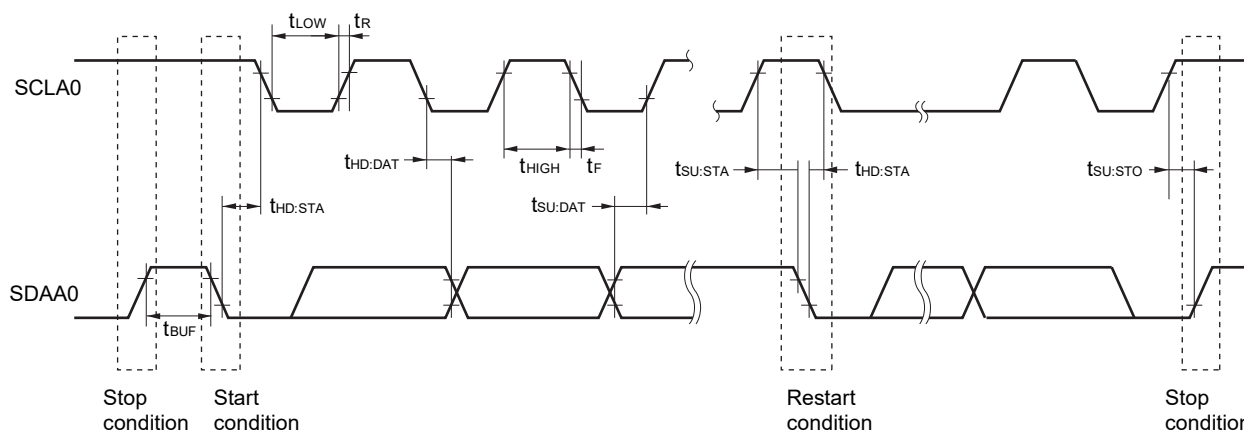 tLOW tR
SCLA0
tHD:DAT tHIGH tF tSU:STA tHD:STA tSU:STO
tHD:STA tSU:DAT
SDAA0
tBUF
Stop condition
Start condition
Restart condition
Stop condition